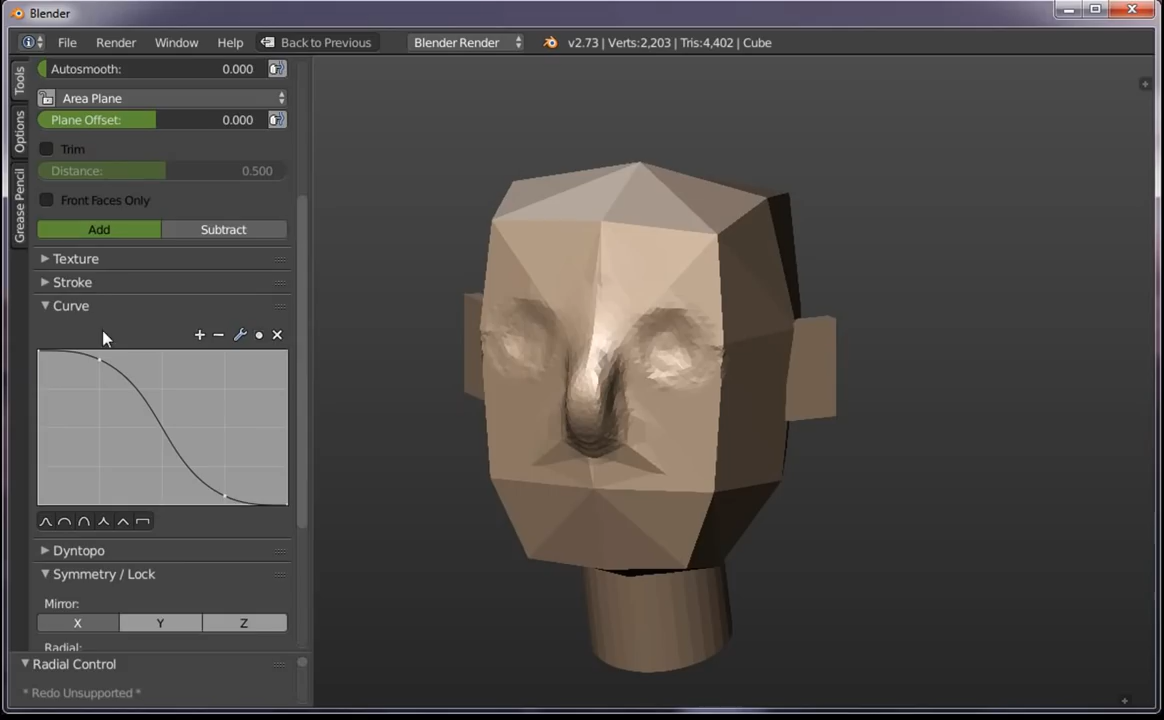 Blender
File Render Window Help Back to Previous Blender Render v2.73 | Verts:2,203 | Tris:4,402 | Cube
Tools
Options
Grease Pencil
Autosmooth: 0.000
Area Plane
Plane Offset: 0.000
Trim
Distance: 0.500
Front Faces Only
Add Subtract
Texture
Stroke
Curve
Dyntopo
Symmetry / Lock
Mirror:
X Y Z
Radial:
Radial Control
* Redo Unsupported *